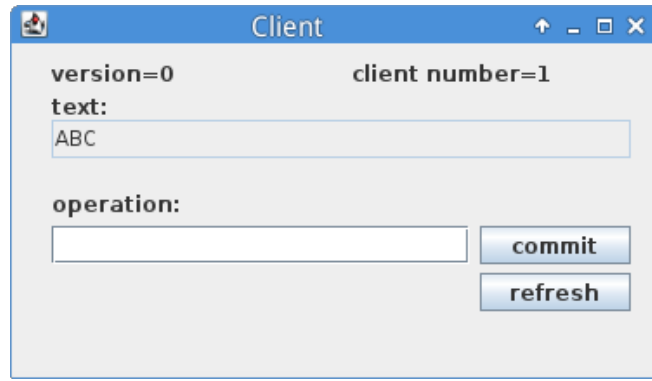 Client
version=0 client number=1
text:
ABC
operation:
commit
refresh